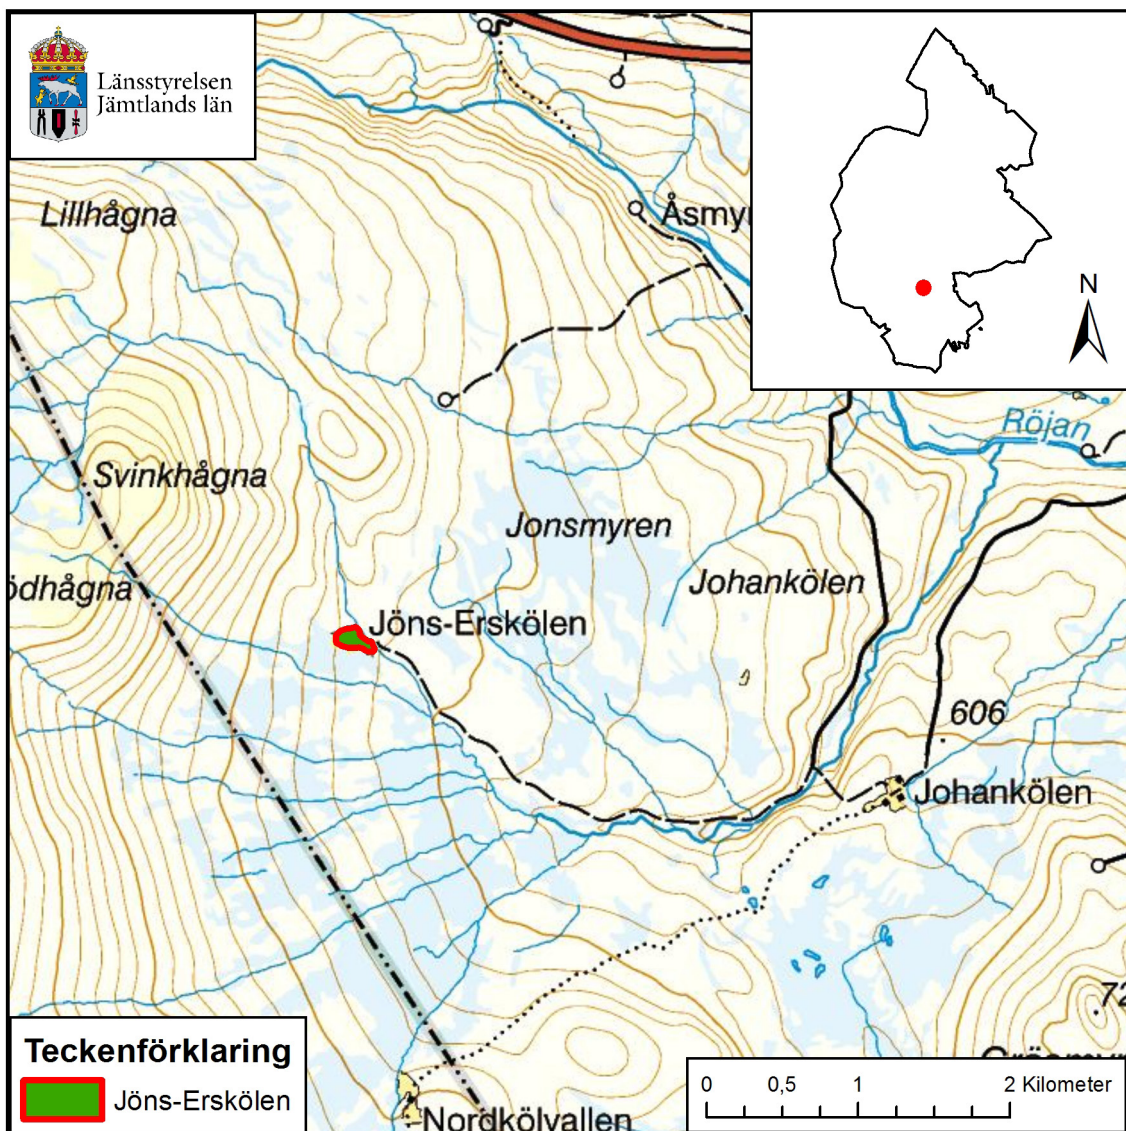 Länsstyrelsen
Jämtlands län
N
Lillhågna
Åsmyr
Röjan
Svinkhågna
Jonsmyren
Johankölen
ödhågna
Jöns-Erskölen
606
Johankölen
72
Nordkölvallen
Teckenförklaring
Jöns-Erskölen
0 0,5 1 2 Kilometer